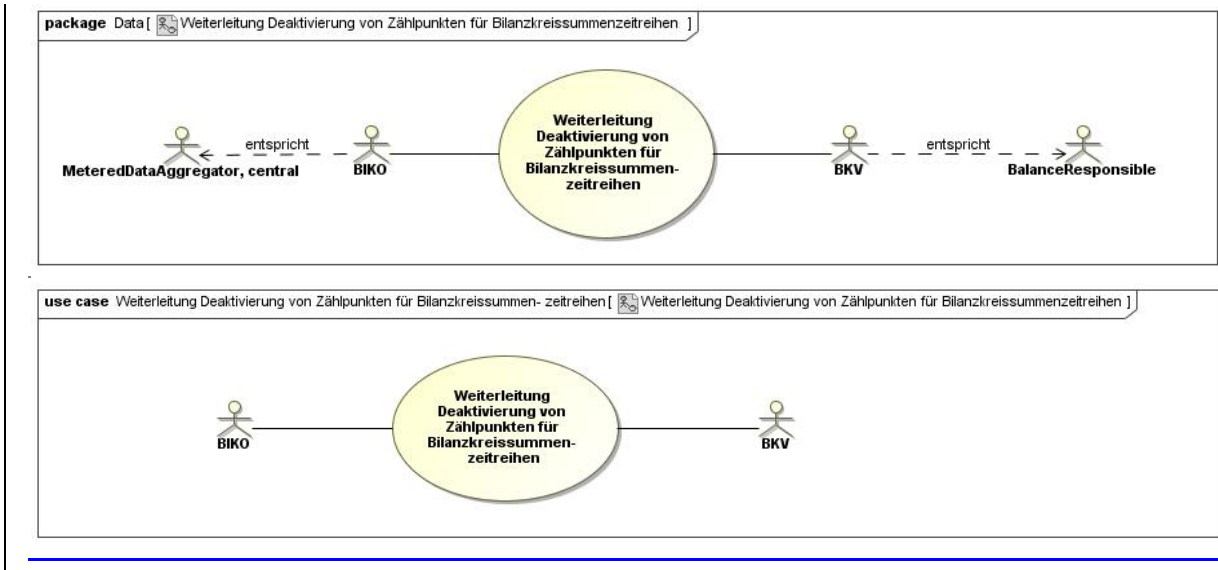 package Data [ Weiterleitung Deaktivierung von Zählpunkten für Bilanzkreissummenzeitreihen ]
Weiterleitung
Deaktivierung von
Zählpunkten für
Bilanzkreissummen-
zeitreihen
entspricht
entspricht
MeteredDataAggregator, central
BIKO
BKV
BalanceResponsible
use case Weiterleitung Deaktivierung von Zählpunkten für Bilanzkreissummen- zeitreihen [ Weiterleitung Deaktivierung von Zählpunkten für Bilanzkreissummenzeitreihen ]
Weiterleitung
Deaktivierung von
Zählpunkten für
Bilanzkreissummen-
zeitreihen
BIKO
BKV